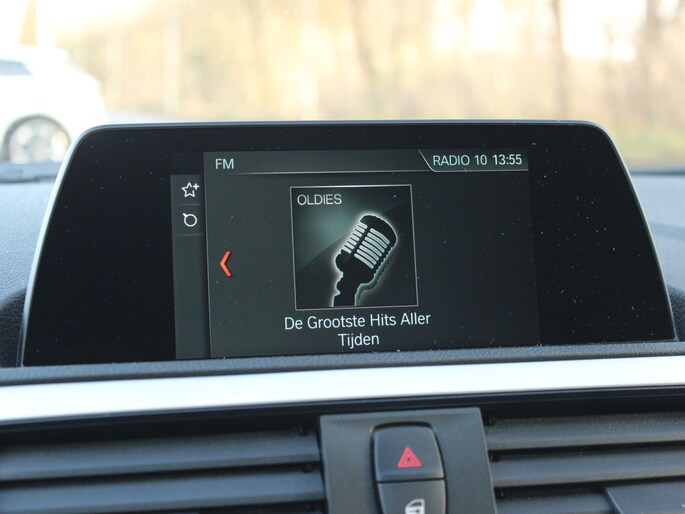 FM
RADIO 10 13:55
OLDIES
De Grootste Hits Aller
Tijden